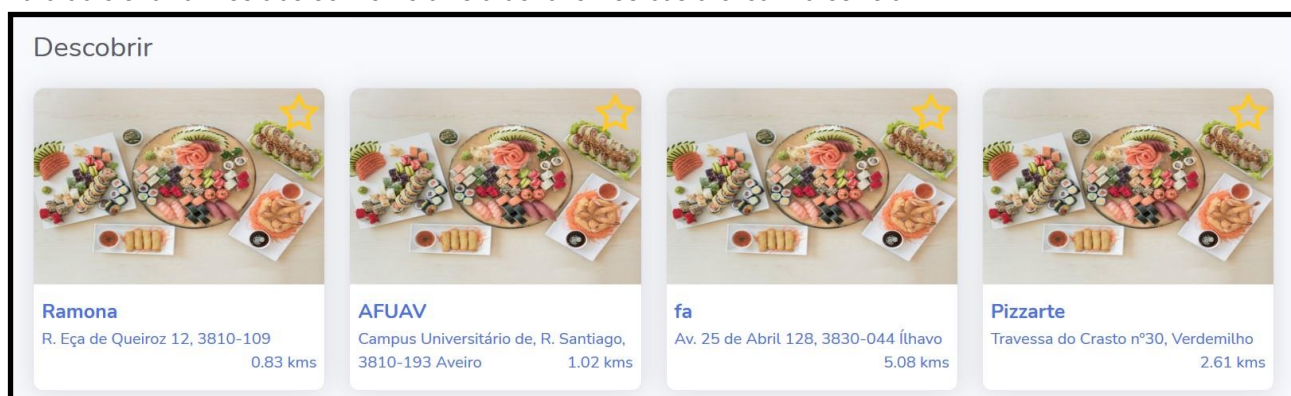 Descobrir
Ramona
R. Eça de Queiroz 12, 3810-109
0.83 kms
AFUAV
Campus Universitário de, R. Santiago,
3810-193 Aveiro 1.02 kms
fa
Av. 25 de Abril 128, 3830-044 Ílhavo
5.08 kms
Pizzarte
Travessa do Crasto nº30, Verdemilho
2.61 kms